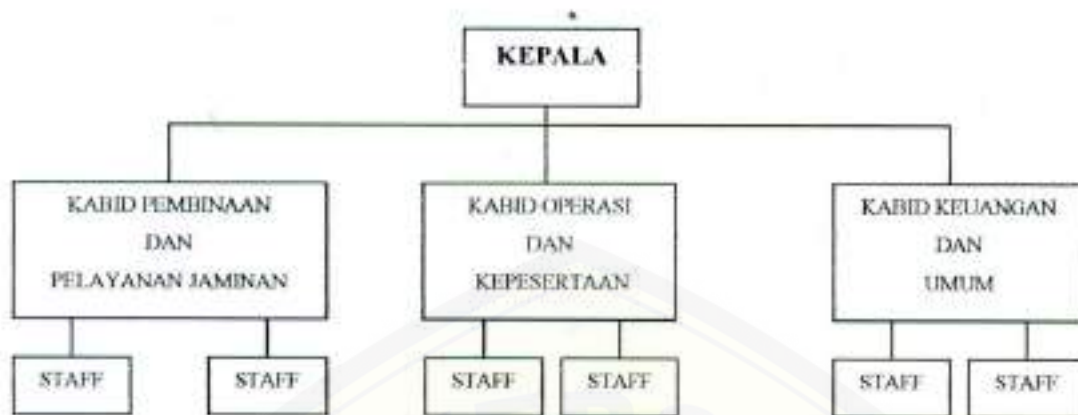 KEPALA
KABID PEMBINAAN
DAN
PELAYANAN JAMINAN
KABID OPERASI
DAN
KEPESERTAAN
KABID KEUANGAN
DAN
UMUM
STAFF
STAFF
STAFF
STAFF
STAFF
STAFF